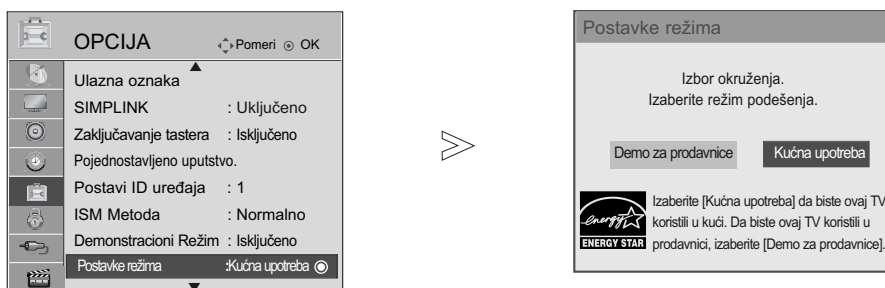 OPCIJA
Pomeri OK
Ulazna oznaka
SIMPLINK : Uključeno
Zaključavanje tastera : Isključeno
Pojednostavljeno uputstvo.
Postavi ID uređaja : 1
ISM Metoda : Normalno
Demonstracioni Režim : Isključeno
Postavke režima :Kućna upotreba
Postavke režima
Izbor okruženja.
Izaberite režim podešenja.
Demo za prodavnice Kućna upotreba
energy
ENERGY STAR
Izaberite [Kućna upotreba] da biste ovaj TV
koristili u kući. Da biste ovaj TV koristili u
prodavnici, izaberite [Demo za prodavnice].